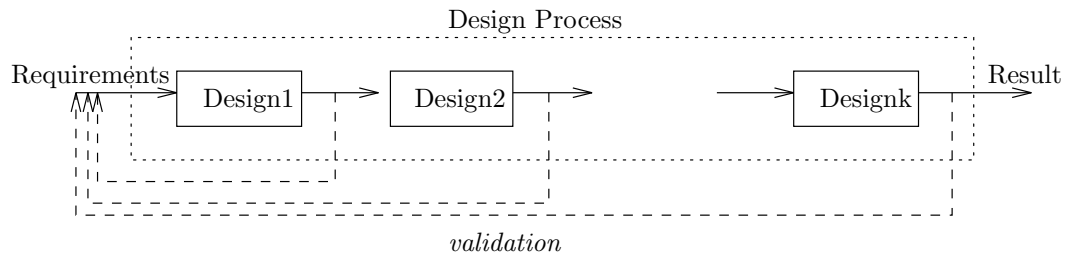 Design Process
Requirements
Result
Design1
Design2
Designk
validation